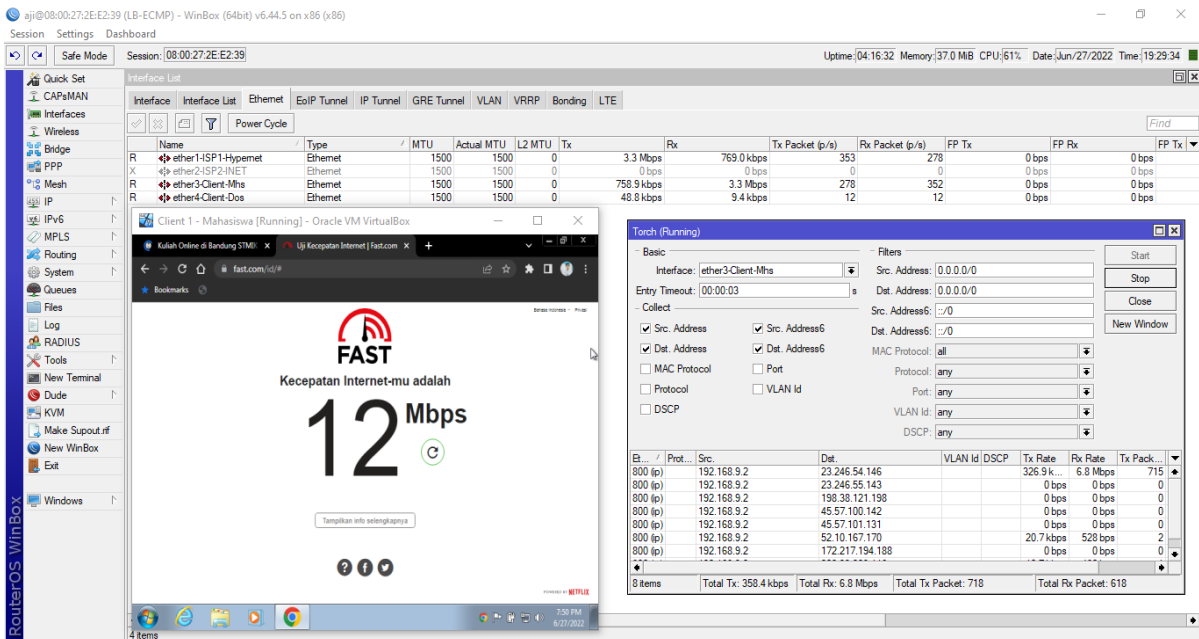 aji@08:00:27:2E:E2:39 (LB-ECMP) - WinBox (64bit) v6.44.5 on x86 (x86)
Session Settings Dashboard
Safe Mode Session: 08:00:27:2E:E2:39 Uptime: 04:16:32 Memory: 37.0 MiB CPU: 61% Date: Jun/27/2022 Time: 19:29:34
Quick Set
CAPsMAN
Interfaces
Wireless
Bridge
PPP
Mesh
IP
IPv6
MPLS
Routing
System
Queues
Files
Log
RADIUS
Tools
New Terminal
Dude
KVM
Make Supout.rif
New WinBox
Exit
Windows
RouterOS WinBox
Interface List
Interface Interface List Ethernet EoIP Tunnel IP Tunnel GRE Tunnel VLAN VRRP Bonding LTE
Power Cycle Find
Name Type MTU Actual MTU L2 MTU Tx Rx Tx Packet (p/s) Rx Packet (p/s) FP Tx FP Rx FP Tx
R ether1-ISP1-Hypernet Ethernet 1500 1500 0 3.3 Mbps 769.0 kbps 353 278 0 bps 0 bps
X ether2-ISP2-INET Ethernet 1500 1500 0 0 bps 0 bps 0 0 0 bps 0 bps
R ether3-Client-Mhs Ethernet 1500 1500 0 758.9 kbps 3.3 Mbps 278 352 0 bps 0 bps
R ether4-Client-Dos Ethernet 1500 1500 0 48.8 kbps 9.4 kbps 12 12 0 bps 0 bps
Client 1 - Mahasiswa [Running] - Oracle VM VirtualBox
Kuliah Online di Bandung STMI Uji Kecepatan Internet | Fast.com
fast.com/id/#
Bookmarks
Bahasa Indonesia Privasi
FAST
Kecepatan Internet-mu adalah
12 Mbps
Tampilkan info selengkapnya
POWERED BY NETFLIX
7:30 PM
6/27/2022
4 items
Torch (Running)
Basic
Interface: ether3-Client-Mhs
Entry Timeout: 00:00:03 s
Collect
Src. Address Src. Address6
Dst. Address Dst. Address6
MAC Protocol Port
Protocol VLAN Id
DSCP
Filters
Src. Address: 0.0.0.0/0
Dst. Address: 0.0.0.0/0
Src. Address6: ::/0
Dst. Address6: ::/0
MAC Protocol: all
Protocol: any
Port: any
VLAN Id: any
DSCP: any
Start
Stop
Close
New Window
Et... Prot... Src. Dst. VLAN Id DSCP Tx Rate Rx Rate Tx Pack...
800 (ip) 192.168.9.2 23.246.54.146 326.9 k... 6.8 Mbps 715
800 (ip) 192.168.9.2 23.246.55.143 0 bps 0 bps 0
800 (ip) 192.168.9.2 198.38.121.198 0 bps 0 bps 0
800 (ip) 192.168.9.2 45.57.100.142 0 bps 0 bps 0
800 (ip) 192.168.9.2 45.57.101.131 0 bps 0 bps 0
800 (ip) 192.168.9.2 52.10.167.170 20.7 kbps 528 bps 2
800 (ip) 192.168.9.2 172.217.194.188 0 bps 0 bps 0
8 items Total Tx: 358.4 kbps Total Rx: 6.8 Mbps Total Tx Packet: 718 Total Rx Packet: 618